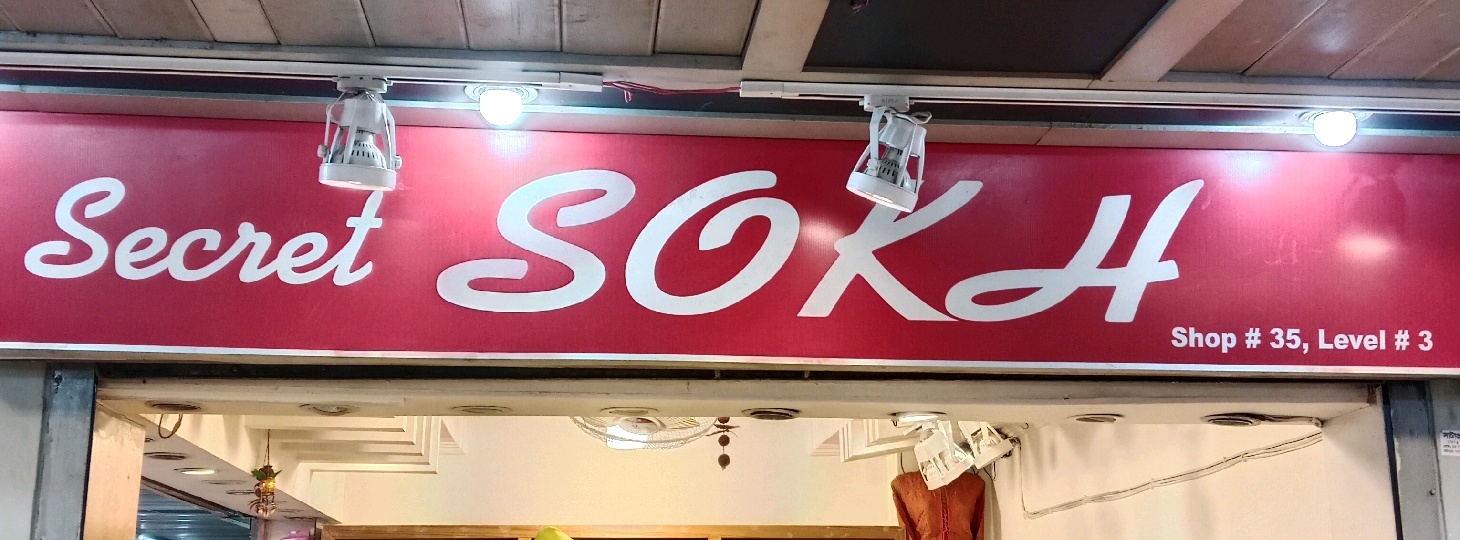 Secret SOKH
Shop # 35, Level # 3